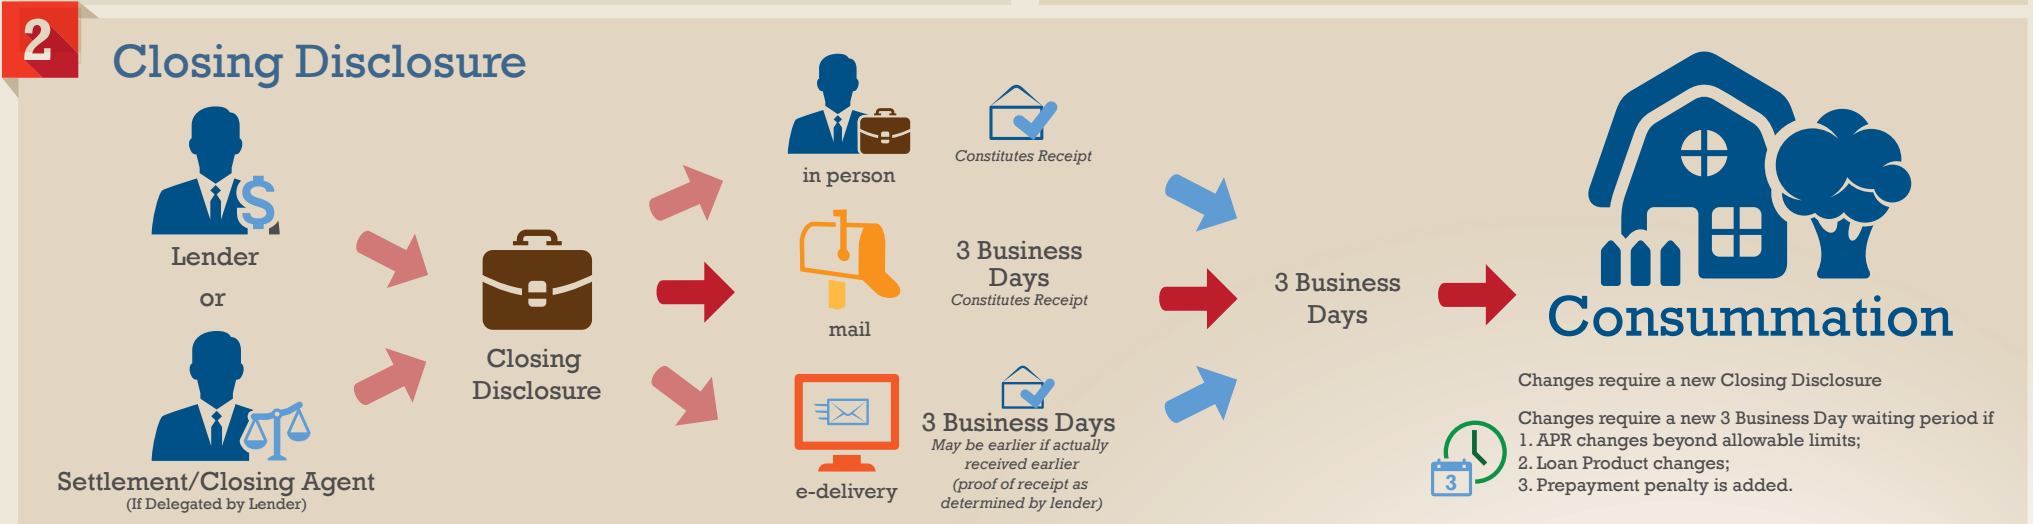 2
Closing Disclosure
Lender
or
Settlement/Closing Agent
(If Delegated by Lender)
Closing
Disclosure
in person
Constitutes Receipt
mail
3 Business
Days
Constitutes Receipt
e-delivery
3 Business Days
May be earlier if actually
received earlier
(proof of receipt as
determined by lender)
3 Business
Days
Consummation
Changes require a new Closing Disclosure
3
Changes require a new 3 Business Day waiting period if
1. APR changes beyond allowable limits;
2. Loan Product changes;
3. Prepayment penalty is added.